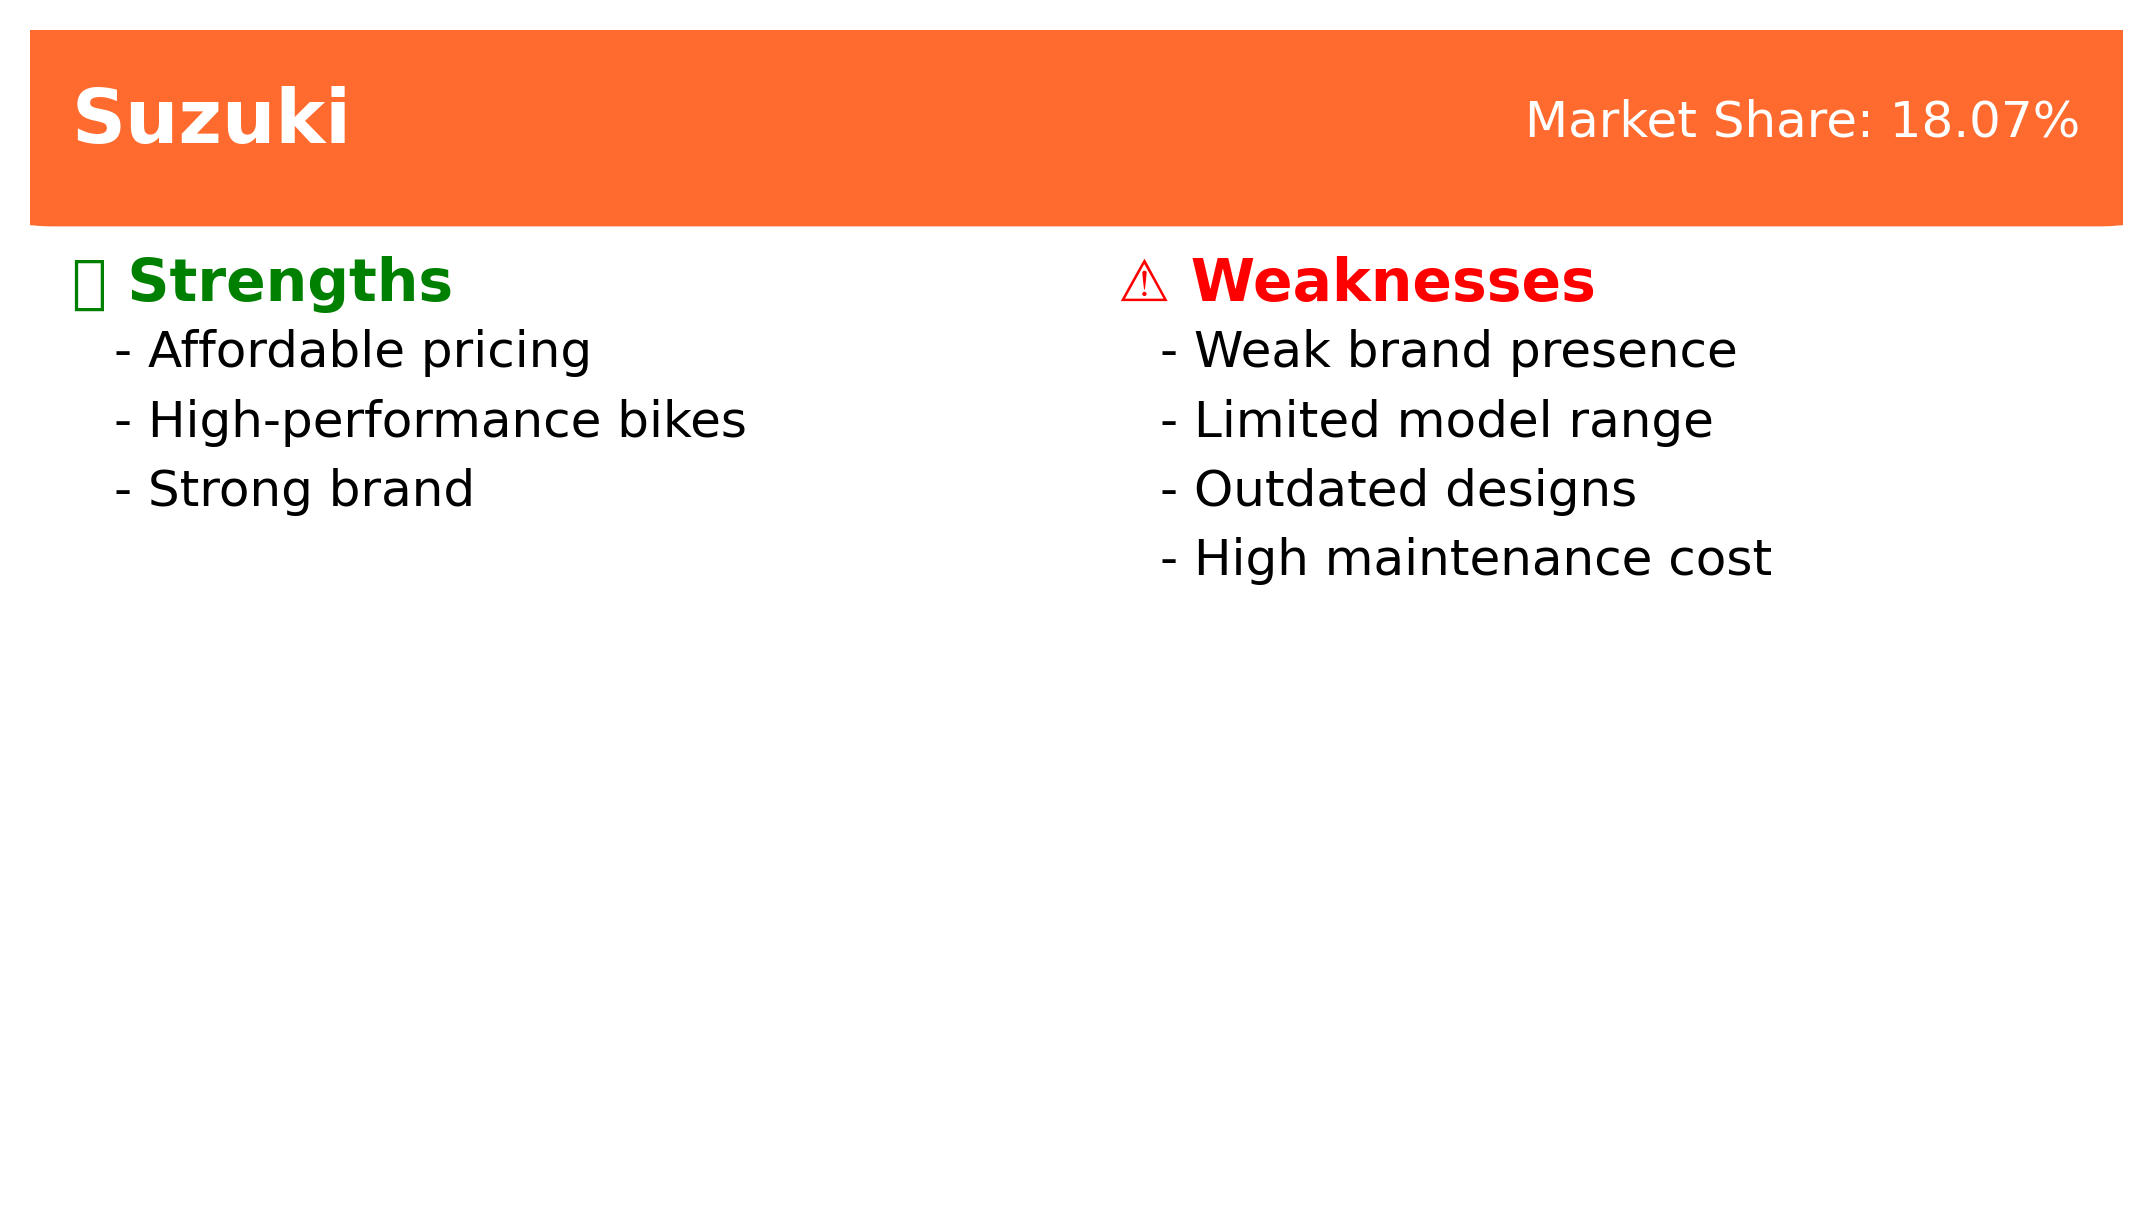 Suzuki
Market Share: 18.07%
Strengths
- Affordable pricing
- High-performance bikes
- Strong brand
⚠ Weaknesses
- Weak brand presence
- Limited model range
- Outdated designs
- High maintenance cost